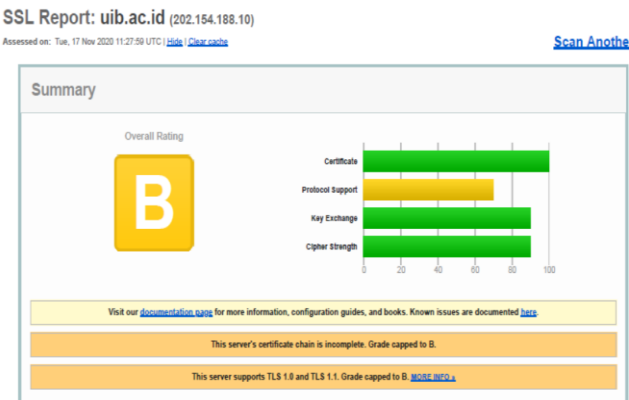 SSL Report: uib.ac.id (202.154.188.10)
Assessed on: Tue, 17 Nov 2020 11:27:59 UTC | Hide | Clear cache
Scan Anothe
Summary
Overall Rating
B
Certificate
Protocol Support
Key Exchange
Cipher Strength
0 20 40 60 80 100
Visit our documentation page for more information, configuration guides, and books. Known issues are documented here.
This server's certificate chain is incomplete. Grade capped to B.
This server supports TLS 1.0 and TLS 1.1. Grade capped to B. MORE INFO »